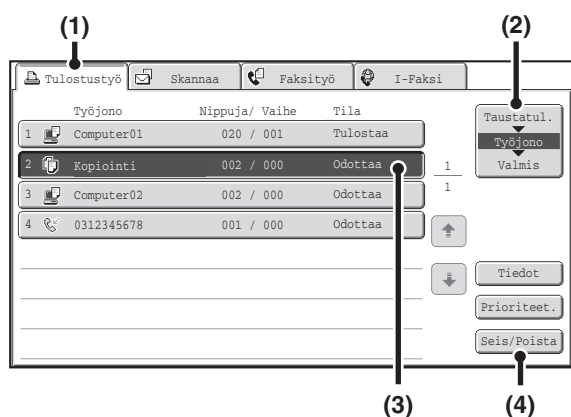 (1) (2)
Tulostustyö Skannaa Faksityö I-Faksi
Työjono Nippuja/ Vaihe Tila
Taustatul.
Työjono
Valmis
1 Computer01 020 / 001 Tulostaa
2 Kopiointi 002 / 000 Odottaa
1
1
3 Computer02 002 / 000 Odottaa
4 0312345678 001 / 000 Odottaa
Tiedot
Prioriteet.
Seis/Poista
(3) (4)